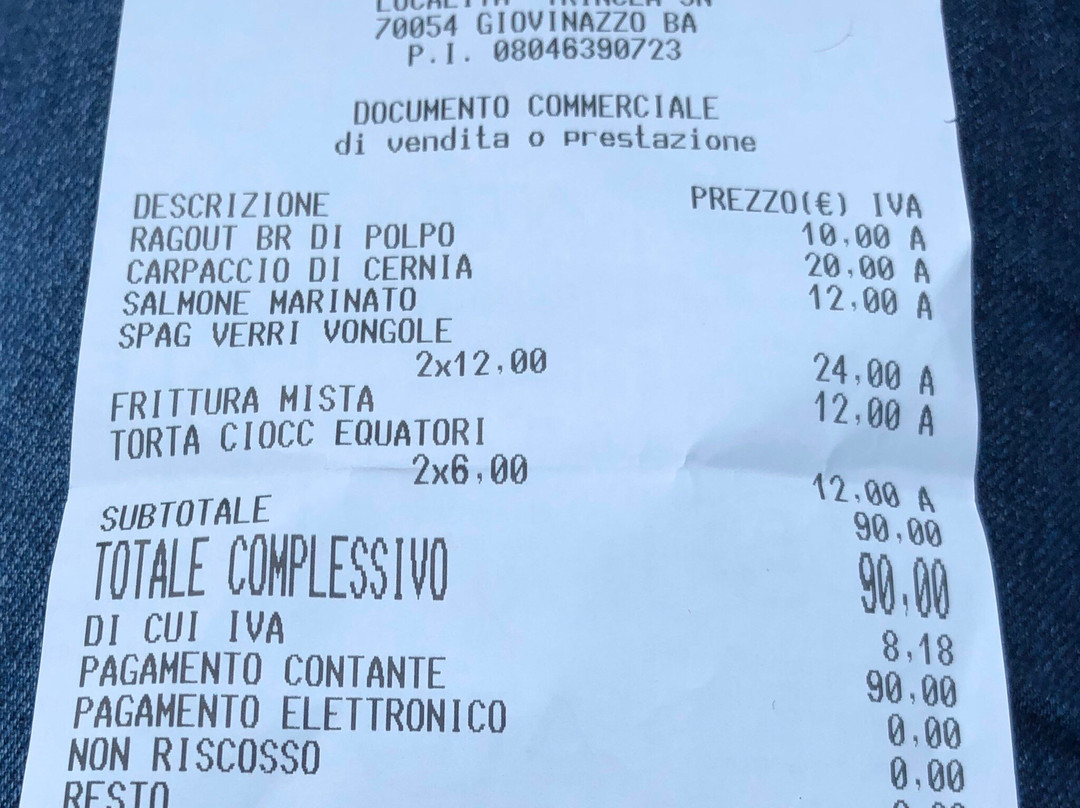 LOCALITA' TRINCEA SN
70054 GIOVINAZZO BA
P.I. 08046390723
DOCUMENTO COMMERCIALE
di vendita o prestazione
DESCRIZIONE PREZZO(€) IVA
RAGOUT BR DI POLPO 10,00 A
CARPACCIO DI CERNIA 20,00 A
SALMONE MARINATO 12,00 A
SPAG VERRI VONGOLE
2x12,00 24,00 A
FRITTURA MISTA 12,00 A
TORTA CIOCC EQUATORI
2x6,00 12,00 A
SUBTOTALE 90,00
TOTALE COMPLESSIVO 90,00
DI CUI IVA 8,18
PAGAMENTO CONTANTE 90,00
PAGAMENTO ELETTRONICO 0,00
NON RISCOSSO 0,00
RESTO